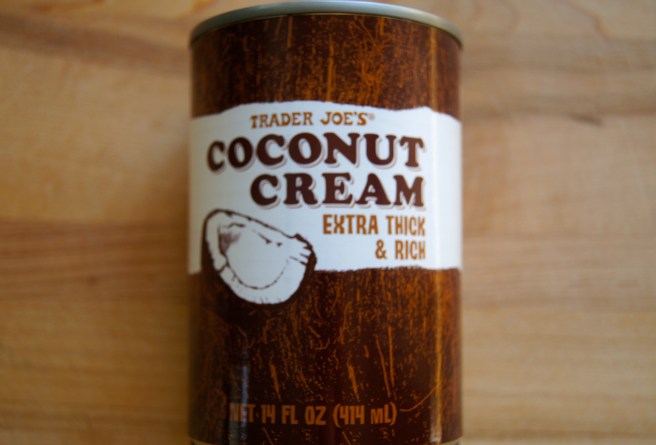 TRADER JOE'S®
COCONUT
CREAM
EXTRA THICK
& RICH
NET 14 FL OZ (414 mL)